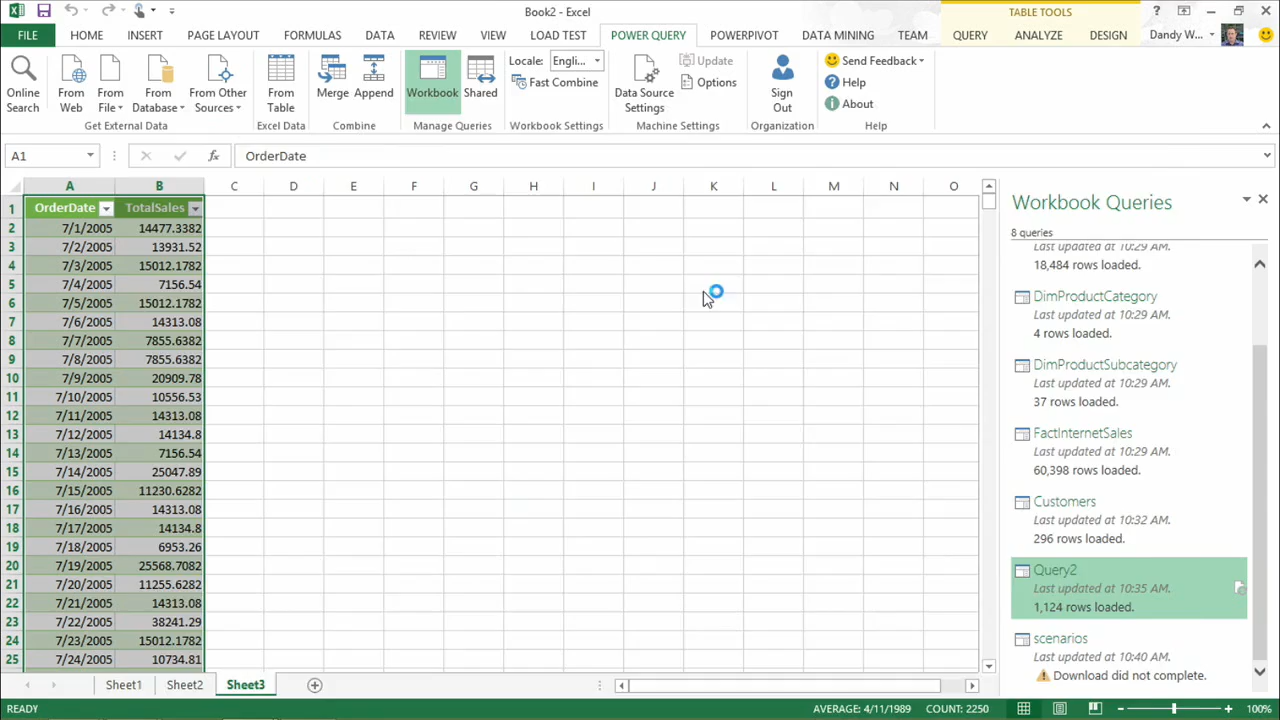 Book2 - Excel
TABLE TOOLS
?
FILE
HOME
INSERT
PAGE LAYOUT
FORMULAS
DATA
REVIEW
VIEW
LOAD TEST
POWER QUERY
POWERPIVOT
DATA MINING
TEAM
QUERY
ANALYZE
DESIGN
Dandy W...
Online Search
From Web
From File
From Database
From Other Sources
From Table
Merge
Append
Workbook
Shared
Locale: Engli...
Fast Combine
Data Source Settings
Update
Options
Sign Out
Send Feedback
Help
About
Get External Data
Excel Data
Combine
Manage Queries
Workbook Settings
Machine Settings
Organization
Help
A1
fx
OrderDate
A B C D E F G H I J K L M N O
1 OrderDate TotalSales
2 7/1/2005 14477.3382
3 7/2/2005 13931.52
4 7/3/2005 15012.1782
5 7/4/2005 7156.54
6 7/5/2005 15012.1782
7 7/6/2005 14313.08
8 7/7/2005 7855.6382
9 7/8/2005 7855.6382
10 7/9/2005 20909.78
11 7/10/2005 10556.53
12 7/11/2005 14313.08
13 7/12/2005 14134.8
14 7/13/2005 7156.54
15 7/14/2005 25047.89
16 7/15/2005 11230.6282
17 7/16/2005 14313.08
18 7/17/2005 14134.8
19 7/18/2005 6953.26
20 7/19/2005 25568.7082
21 7/20/2005 11255.6282
22 7/21/2005 14313.08
23 7/22/2005 38241.29
24 7/23/2005 15012.1782
25 7/24/2005 10734.81
Workbook Queries
8 queries
Last updated at 10:29 AM.
18,484 rows loaded.
DimProductCategory
Last updated at 10:29 AM.
4 rows loaded.
DimProductSubcategory
Last updated at 10:29 AM.
37 rows loaded.
FactInternetSales
Last updated at 10:29 AM.
60,398 rows loaded.
Customers
Last updated at 10:32 AM.
296 rows loaded.
Query2
Last updated at 10:35 AM.
1,124 rows loaded.
scenarios
Last updated at 10:40 AM.
Download did not complete.
Sheet1
Sheet2
Sheet3
READY
AVERAGE: 4/11/1989
COUNT: 2250
100%